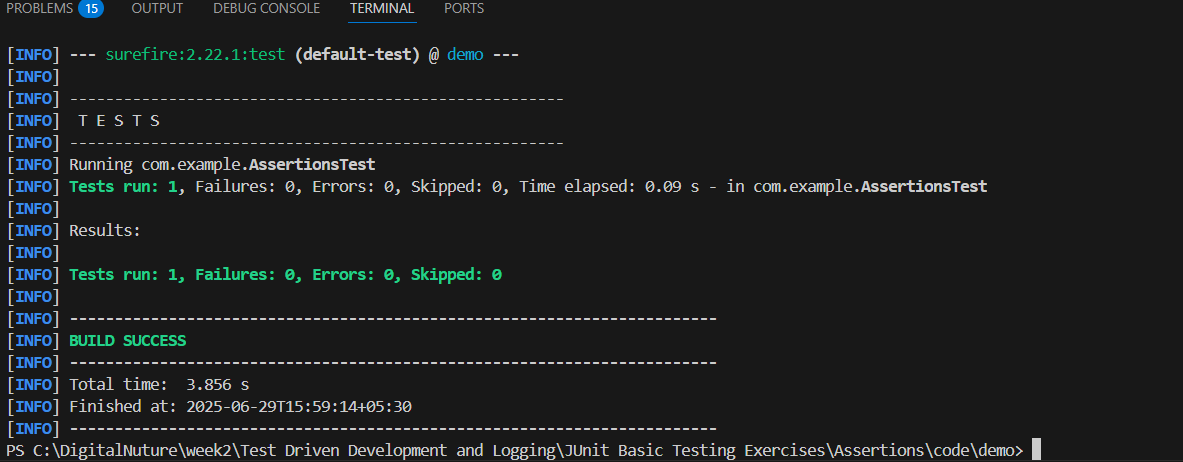 PROBLEMS 15 OUTPUT DEBUG CONSOLE TERMINAL PORTS
[INFO] --- surefire:2.22.1:test (default-test) @ demo ---
[INFO]
[INFO] -------------------------------------------------------
[INFO]  T E S T S
[INFO] -------------------------------------------------------
[INFO] Running com.example.AssertionsTest
[INFO] Tests run: 1, Failures: 0, Errors: 0, Skipped: 0, Time elapsed: 0.09 s - in com.example.AssertionsTest
[INFO]
[INFO] Results:
[INFO]
[INFO] Tests run: 1, Failures: 0, Errors: 0, Skipped: 0
[INFO]
[INFO] ------------------------------------------------------------------------
[INFO] BUILD SUCCESS
[INFO] ------------------------------------------------------------------------
[INFO] Total time:  3.856 s
[INFO] Finished at: 2025-06-29T15:59:14+05:30
[INFO] ------------------------------------------------------------------------
PS C:\DigitalNuture\week2\Test Driven Development and Logging\JUnit Basic Testing Exercises\Assertions\code\demo>